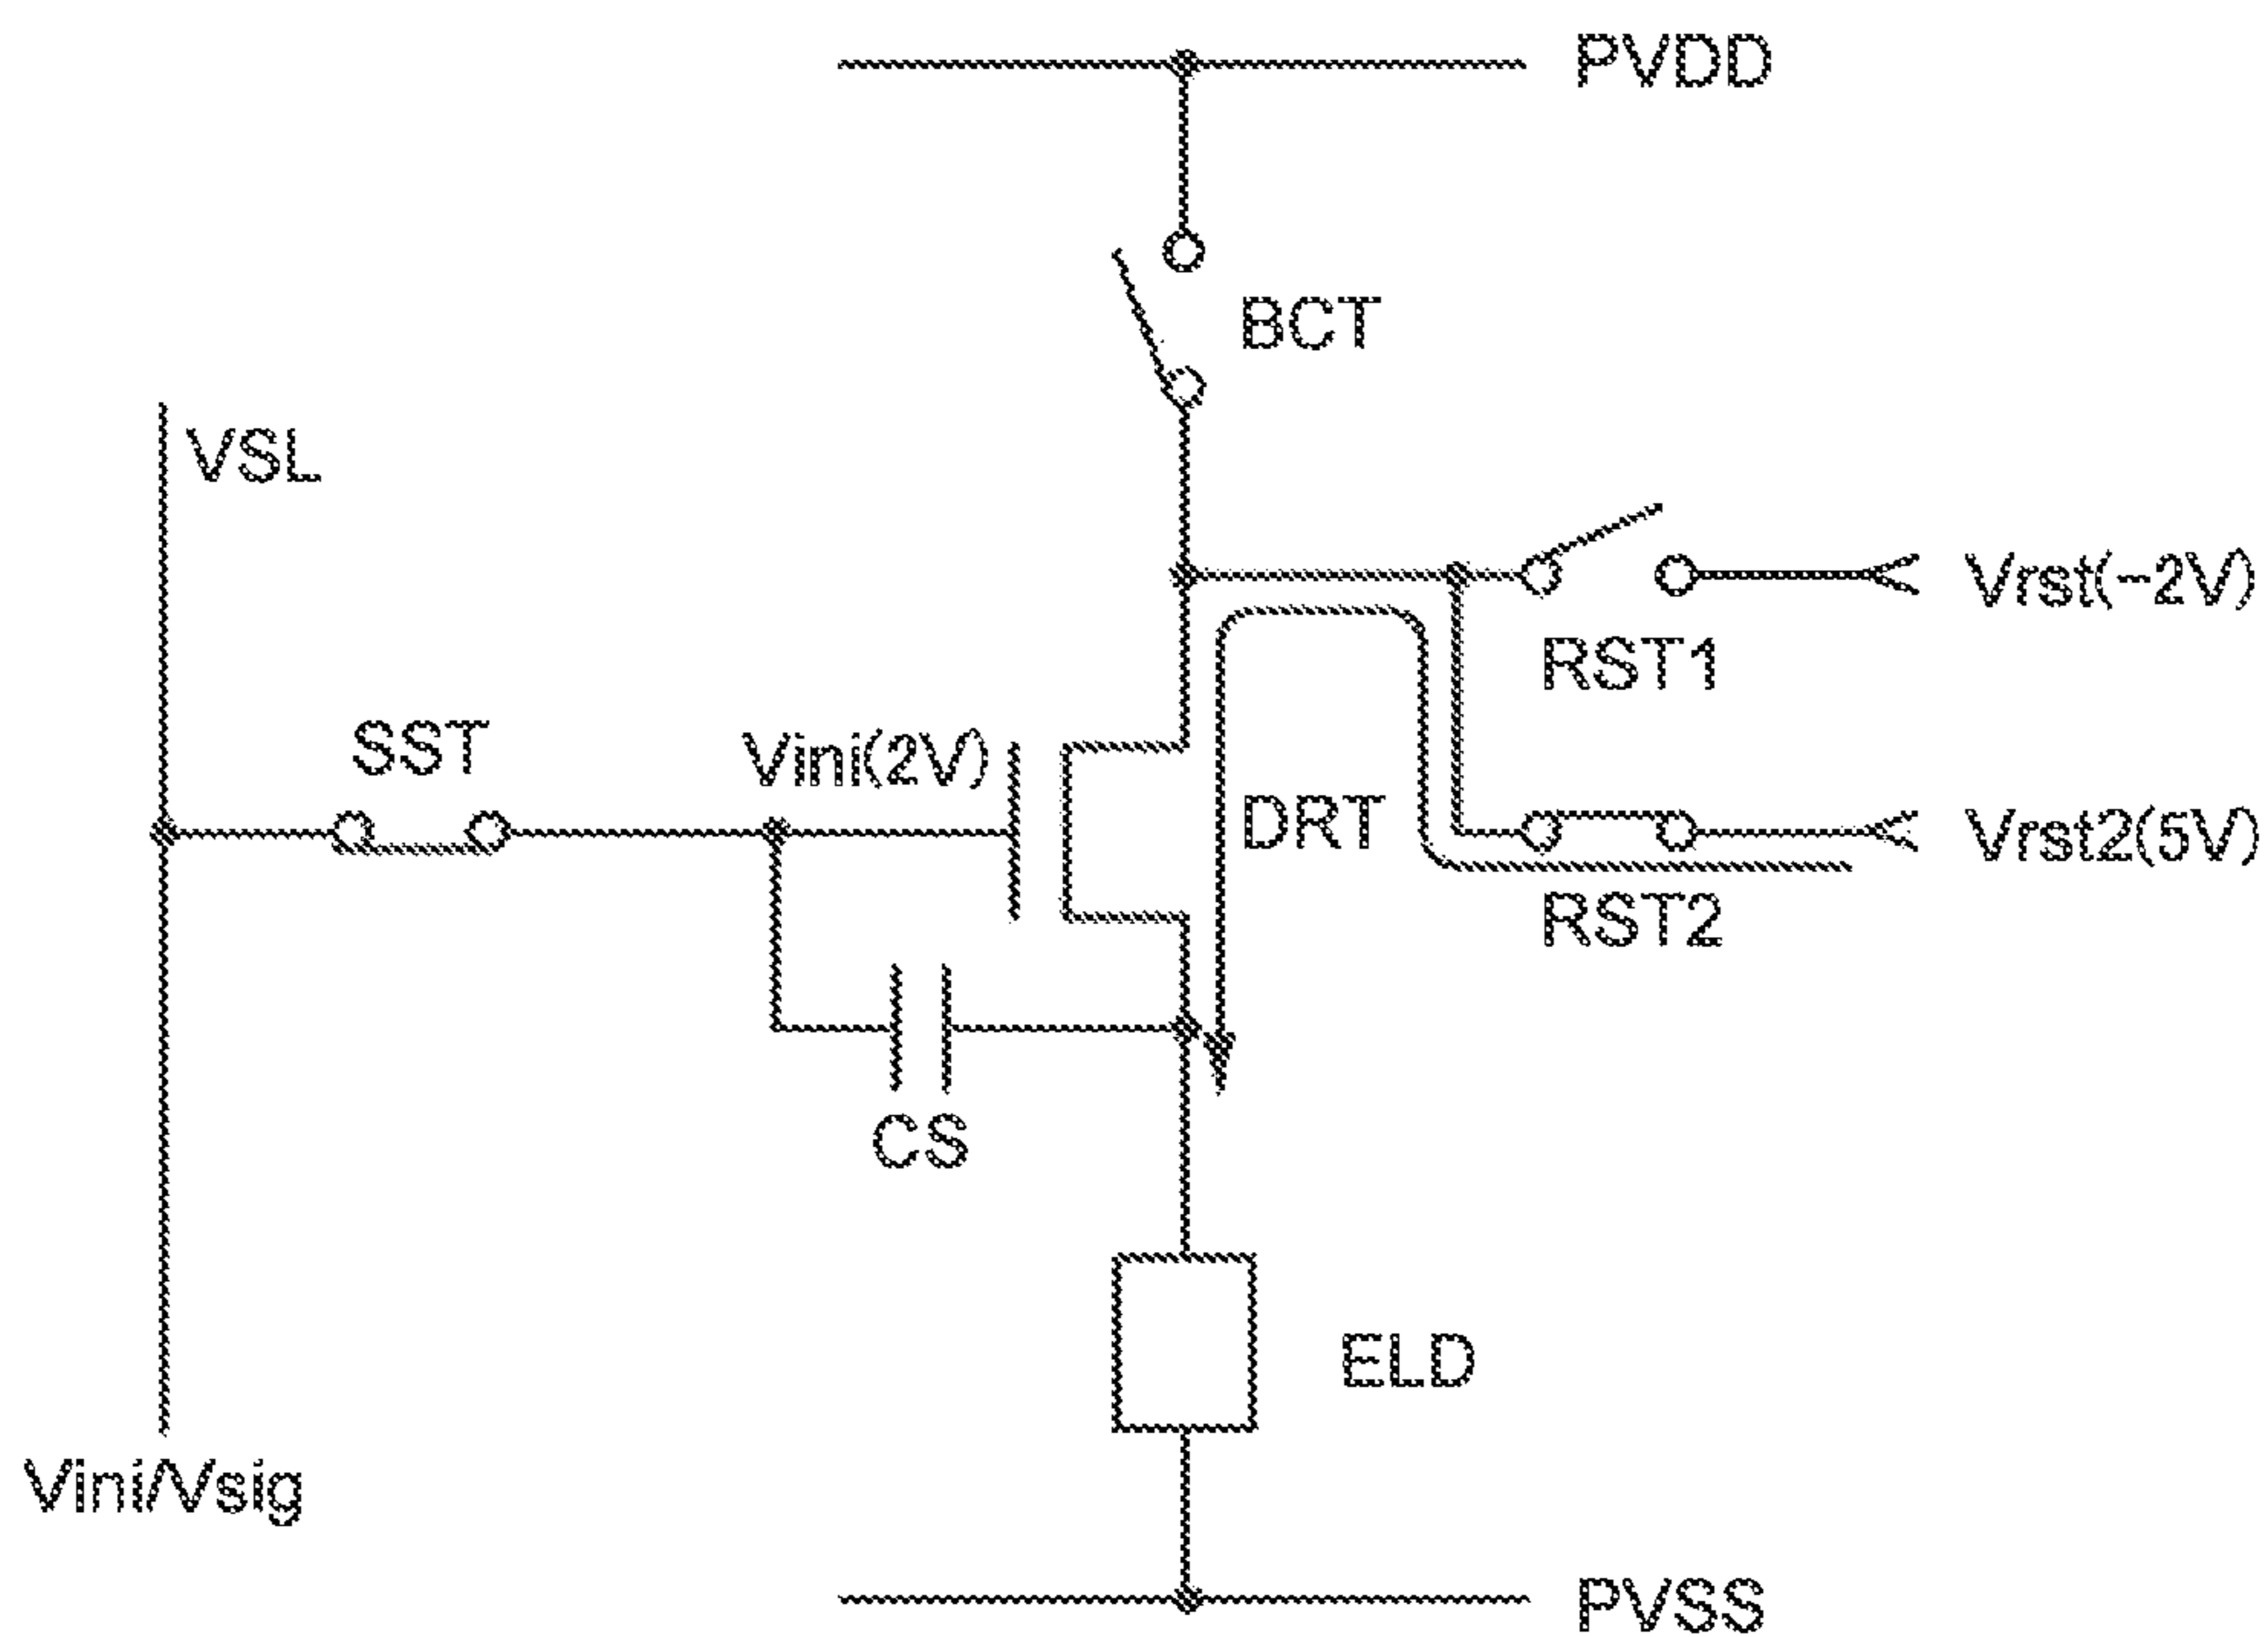 PVDD
BCT
VSL
Vrst(-2V)
RST1
SST
Vini(2V)
DRT
Vrst2(5V)
RST2
CS
ELD
Vini/Vsig
PVSS